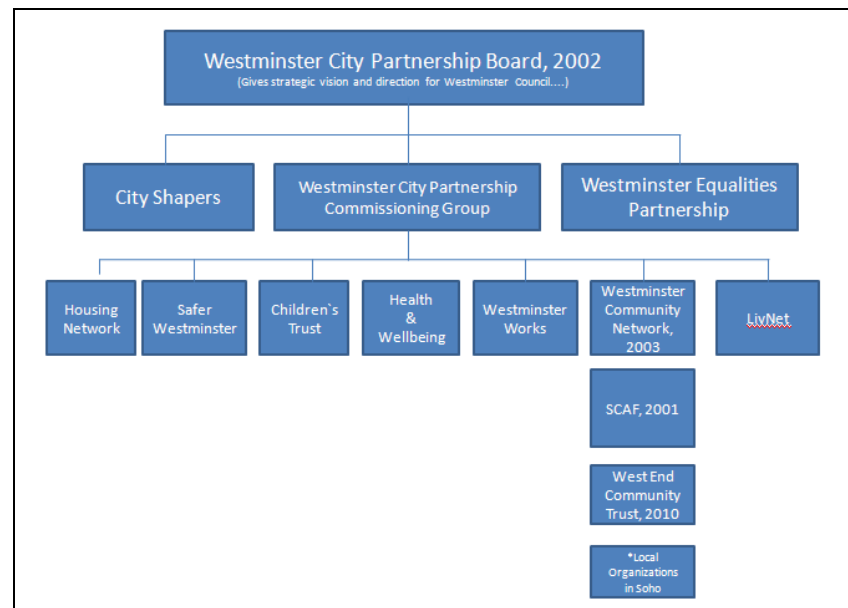 Westminster City Partnership Board, 2002
(Gives strategic vision and direction for Westminster Council....)
City Shapers
Westminster City Partnership
Commissioning Group
Westminster Equalities
Partnership
Housing
Network
Safer
Westminster
Children`s
Trust
Health
&
Wellbeing
Westminster
Works
Westminster
Community
Network,
2003
LivNet
SCAF, 2001
West End
Community
Trust, 2010
*Local
Organizations
in Soho